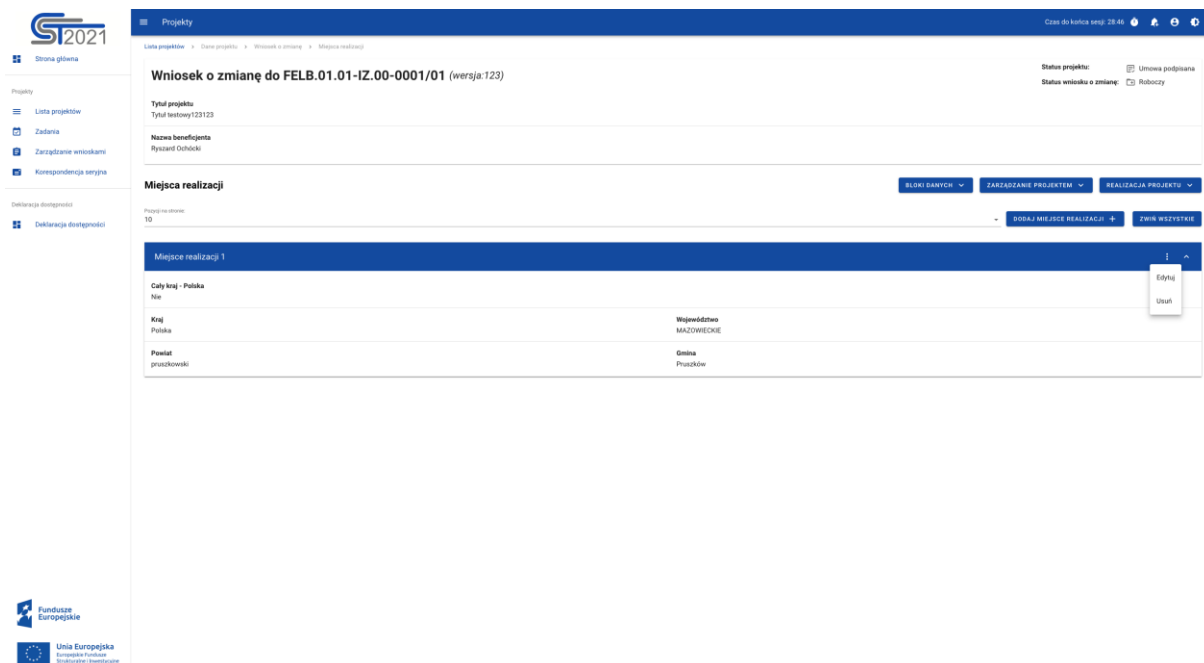 CST2021
Strona główna
Projekty
Lista projektów
Zadania
Zarządzanie wnioskami
Korespondencja seryjna
Deklaracja dostępności
Deklaracja dostępności
Fundusze
Europejskie
Unia Europejska
Europejskie Fundusze
Strukturalne i Inwestycyjne
Projekty
Czas do końca sesji: 28:46
Lista projektów > Dane projektu > Wniosek o zmianę > Miejsca realizacji
Wniosek o zmianę do FELB.01.01-IZ.00-0001/01 (wersja:123)
Status projektu: Umowa podpisana
Status wniosku o zmianę: Roboczy
Tytuł projektu
Tytuł testowy123123
Nazwa beneficjenta
Ryszard Ochócki
Miejsca realizacji
BLOKI DANYCH
ZARZĄDZANIE PROJEKTEM
REALIZACJA PROJEKTU
Pozycji na stronie:
10
DODAJ MIEJSCE REALIZACJI +
ZWIŃ WSZYSTKIE
Miejsce realizacji 1
Edytuj
Usuń
Cały kraj - Polska
Nie
Kraj
Polska
Województwo
MAZOWIECKIE
Powiat
pruszkowski
Gmina
Pruszków